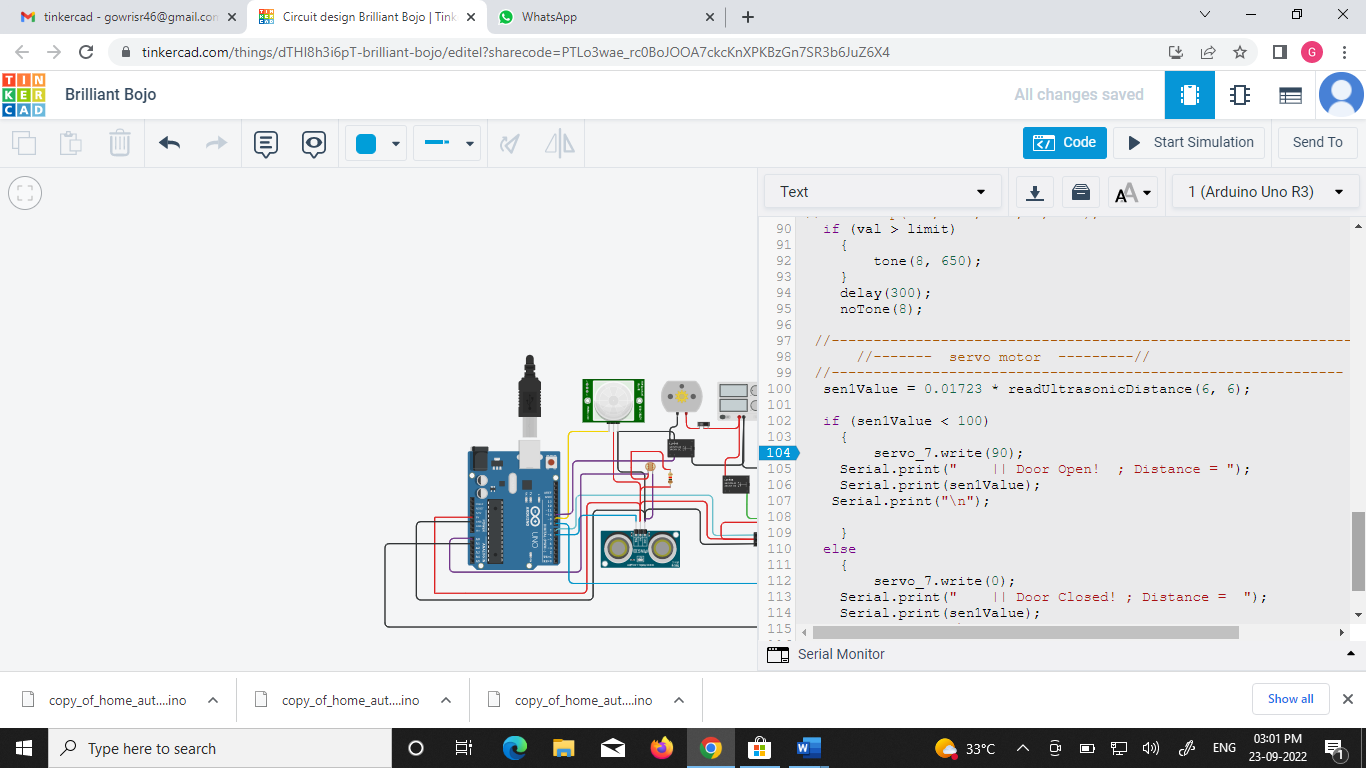 tinkercad - gowrisr46@gmail.con
Circuit design Brilliant Bojo | Tink
WhatsApp
tinkercad.com/things/dTHI8h3i6pT-brilliant-bojo/editel?sharecode=PTLo3wae_rc0BoJOOA7ckcKnXPKBzGn7SR3b6JuZ6X4
G
TIN
KER
CAD
Brilliant Bojo
All changes saved
Code
Start Simulation
Send To
Text
AA
1 (Arduino Uno R3)
90 if (val > limit)
91 {
92 tone(8, 650);
93 }
94 delay(300);
95 noTone(8);
96
97 //--------------------------------------------------------------
98 //------- servo motor ---------//
99 //-------------------------------------------------------------
100 sen1Value = 0.01723 * readUltrasonicDistance(6, 6);
101
102 if (sen1Value < 100)
103 {
104 servo_7.write(90);
105 Serial.print("    || Door Open!  ; Distance = ");
106 Serial.print(sen1Value);
107 Serial.print("\n");
108
109 }
110 else
111 {
112 servo_7.write(0);
113 Serial.print("    || Door Closed! ; Distance =  ");
114 Serial.print(sen1Value);
115
UNO
Serial Monitor
copy_of_home_aut....ino
copy_of_home_aut....ino
copy_of_home_aut....ino
Show all
Type here to search
33°C
ENG
03:01 PM
23-09-2022
1